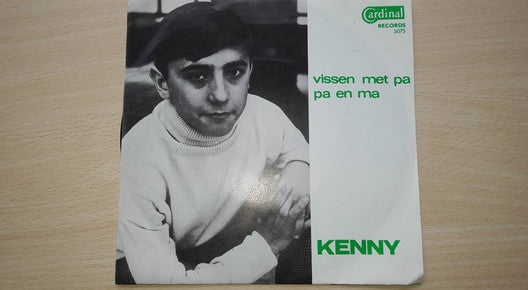 Cardinal
RECORDS
3075
vissen met pa
pa en ma
KENNY